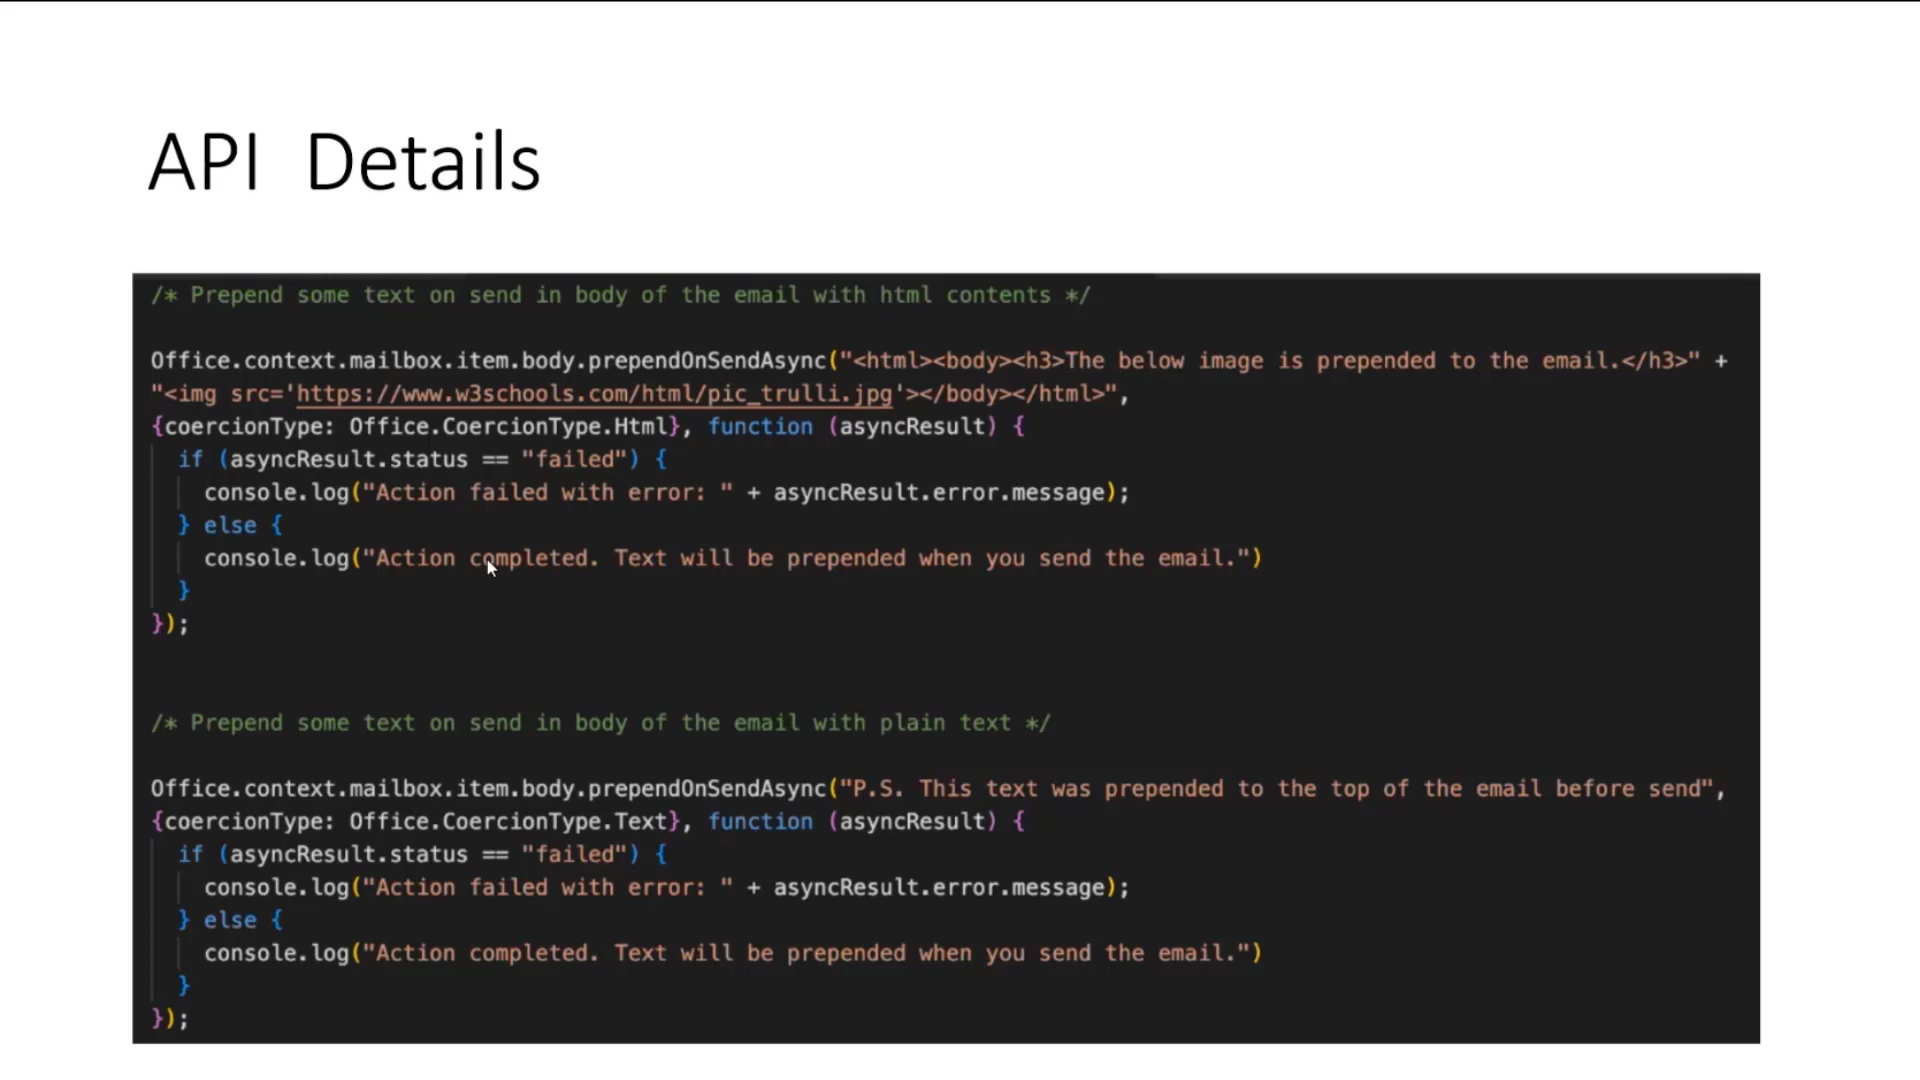 API Details
/* Prepend some text on send in body of the email with html contents */
Office.context.mailbox.item.body.prependOnSendAsync("<html><body><h3>The below image is prepended to the email.</h3>" +
"<img src='https://www.w3schools.com/html/pic_trulli.jpg'></body></html>",
{coercionType: Office.CoercionType.Html}, function (asyncResult) {
if (asyncResult.status == "failed") {
console.log("Action failed with error: " + asyncResult.error.message);
} else {
console.log("Action completed. Text will be prepended when you send the email.")
}
});
/* Prepend some text on send in body of the email with plain text */
Office.context.mailbox.item.body.prependOnSendAsync("P.S. This text was prepended to the top of the email before send",
{coercionType: Office.CoercionType.Text}, function (asyncResult) {
if (asyncResult.status == "failed") {
console.log("Action failed with error: " + asyncResult.error.message);
} else {
console.log("Action completed. Text will be prepended when you send the email.")
}
});